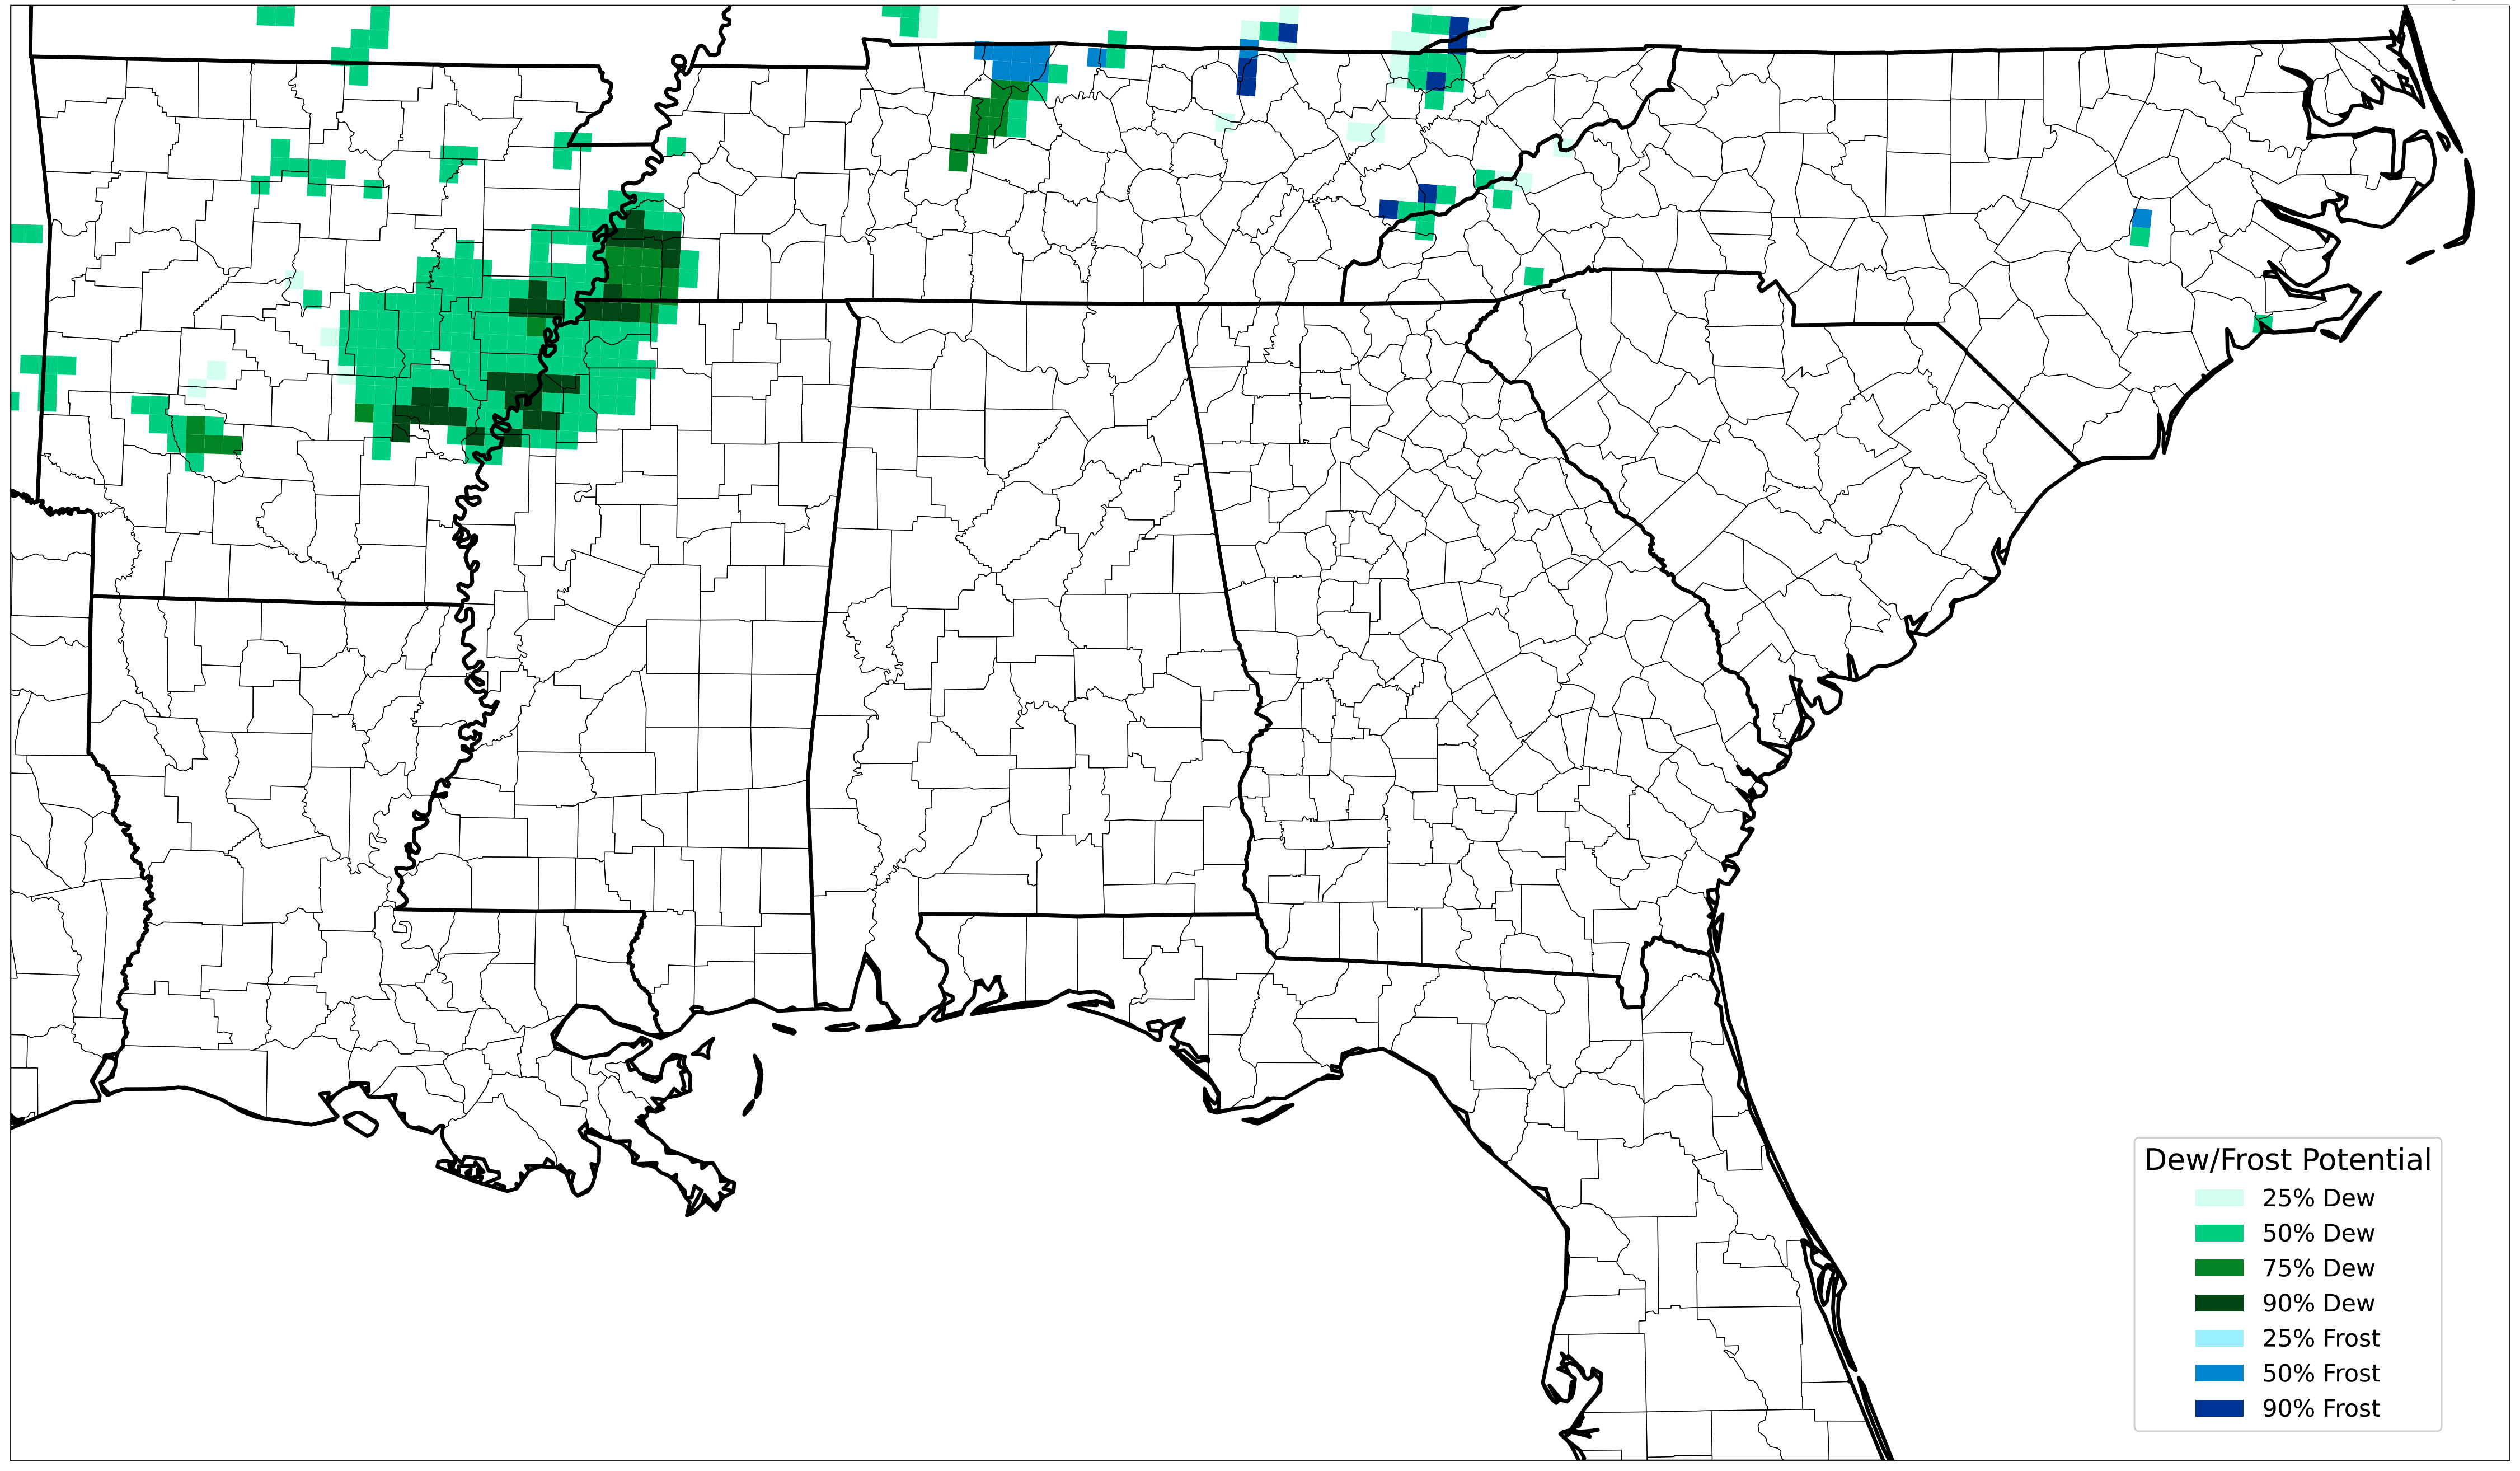 Dew/Frost Potential
25% Dew
50% Dew
75% Dew
90% Dew
25% Frost
50% Frost
90% Frost